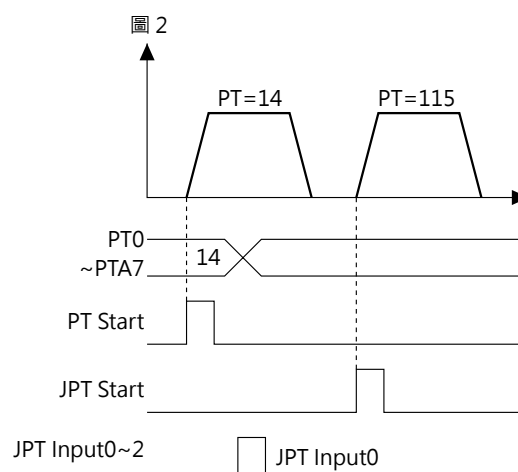 圖 2
PT=14
PT=115
PT0
~PTA7
14
PT Start
JPT Start
JPT Input0~2
JPT Input0